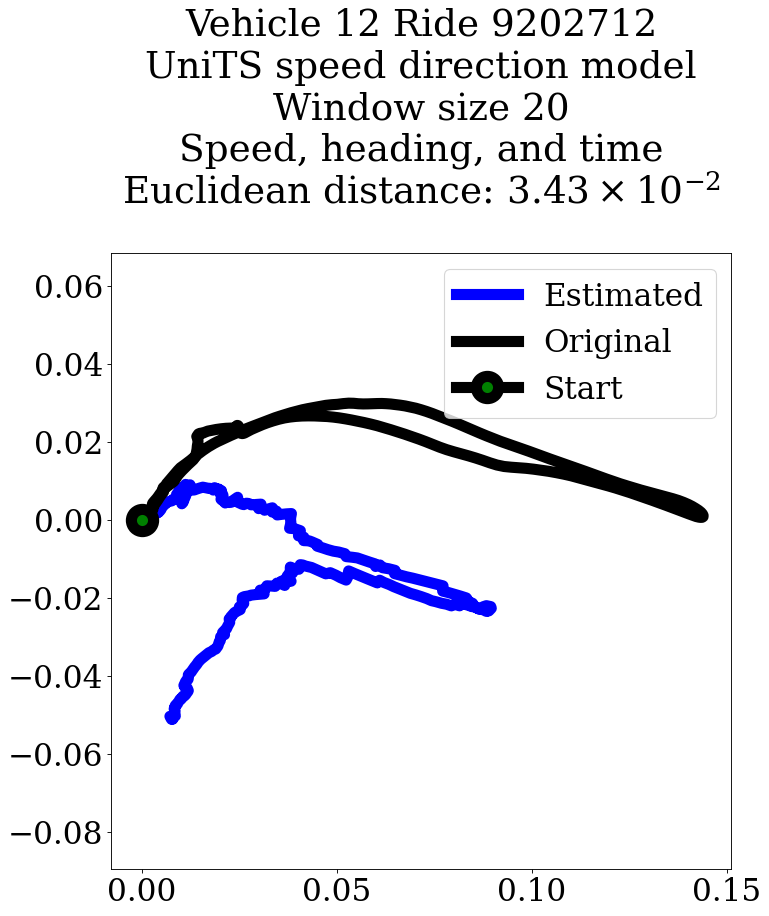 Vehicle 12 Ride 9202712
UniTS speed direction model
Window size 20
Speed, heading, and time
Euclidean distance: 3.43 × 10⁻²
Estimated
Original
Start
0.06
0.04
0.02
0.00
−0.02
−0.04
−0.06
−0.08
0.00 0.05 0.10 0.15